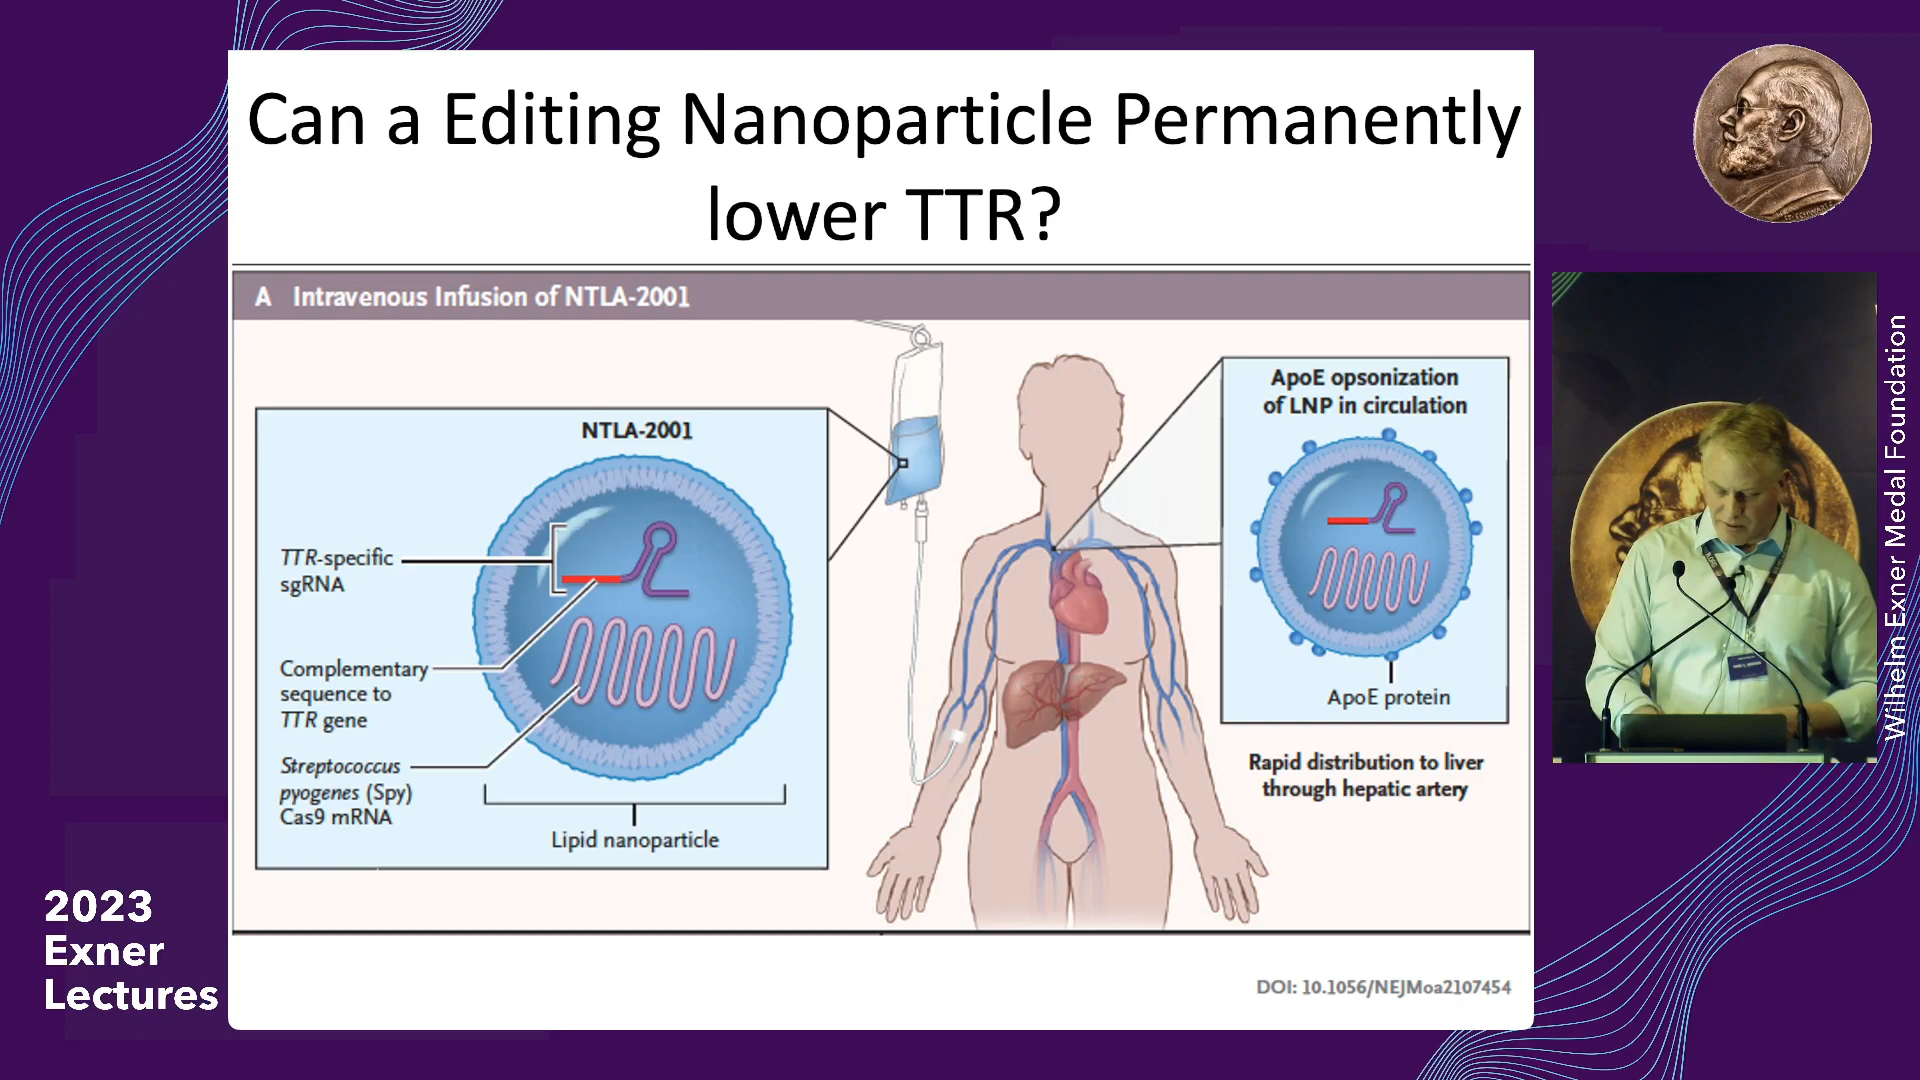 Can a Editing Nanoparticle Permanently
lower TTR?
A Intravenous Infusion of NTLA-2001
NTLA-2001
TTR-specific
sgRNA
Complementary
sequence to
TTR gene
Streptococcus
pyogenes (Spy)
Cas9 mRNA
Lipid nanoparticle
ApoE opsonization
of LNP in circulation
ApoE protein
Rapid distribution to liver
through hepatic artery
DOI: 10.1056/NEJMoa2107454
2023
Exner
Lectures
Wilhelm Exner Medal Foundation